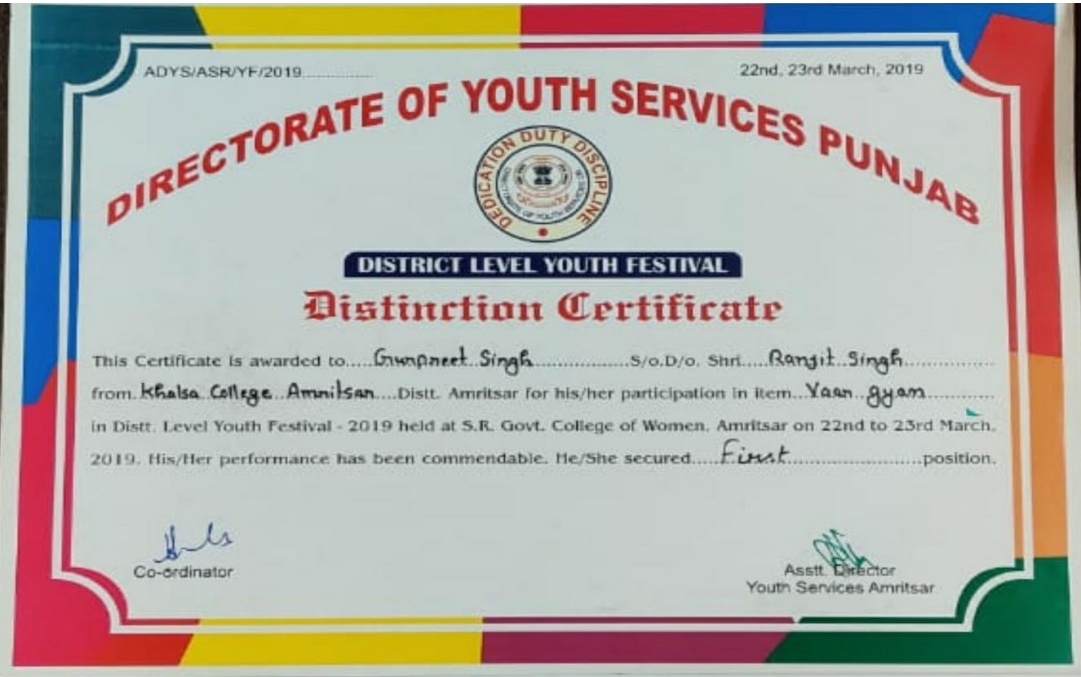 ADYS/ASR/YF/2019................
22nd, 23rd March, 2019
DIRECTORATE OF YOUTH SERVICES PUNJAB
DEDICATION DUTY DISCIPLINE
DISTRICT LEVEL YOUTH FESTIVAL
Distinction Certificate
This Certificate is awarded to.....Gurpreet Singh..................S/o.D/o. Shri.....Ranjit Singh..................
from.Khalsa College Amritsar....Distt. Amritsar for his/her participation in item..Vaar gyan.............
in Distt. Level Youth Festival - 2019 held at S.R. Govt. College of Women, Amritsar on 22nd to 23rd March,
2019. His/Her performance has been commendable. He/She secured.....First........................position.
Co-ordinator
Asstt. Director
Youth Services Amritsar